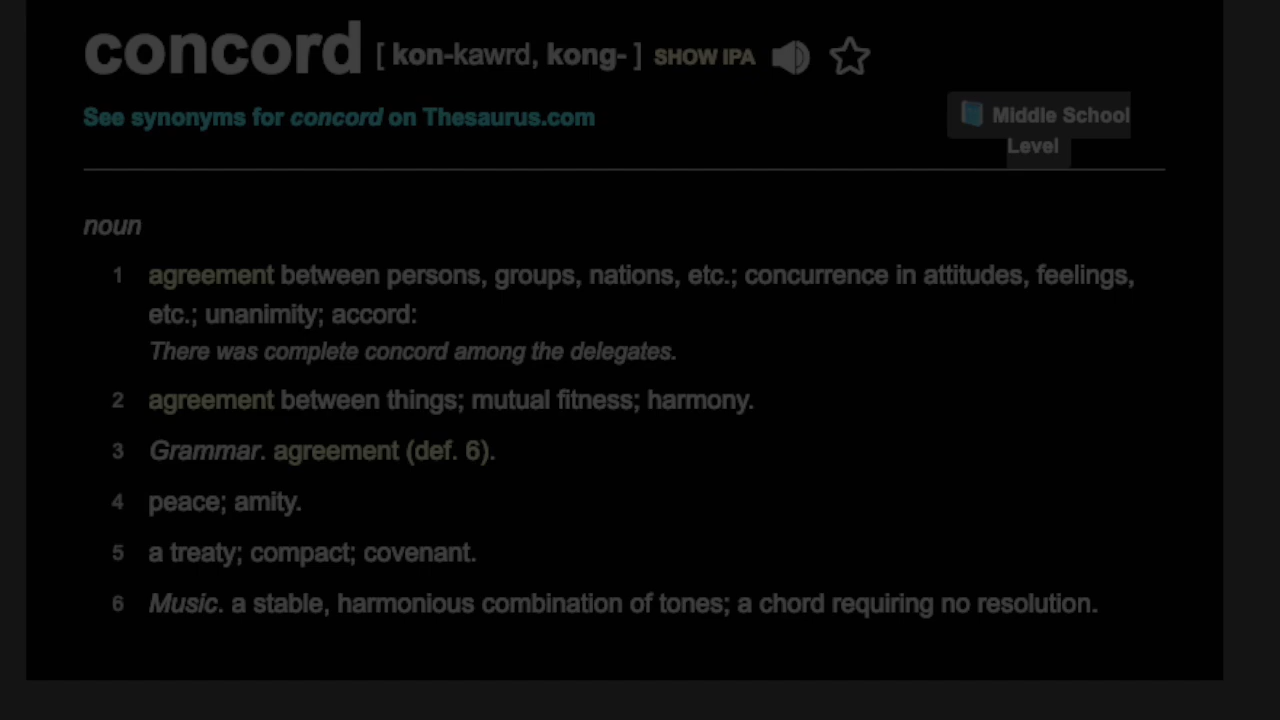 concord [ kon-kawrd, kong- ] SHOW IPA
See synonyms for concord on Thesaurus.com
Middle School
Level
noun
1 agreement between persons, groups, nations, etc.; concurrence in attitudes, feelings,
etc.; unanimity; accord:
There was complete concord among the delegates.
2 agreement between things; mutual fitness; harmony.
3 Grammar. agreement (def. 6).
4 peace; amity.
5 a treaty; compact; covenant.
6 Music. a stable, harmonious combination of tones; a chord requiring no resolution.